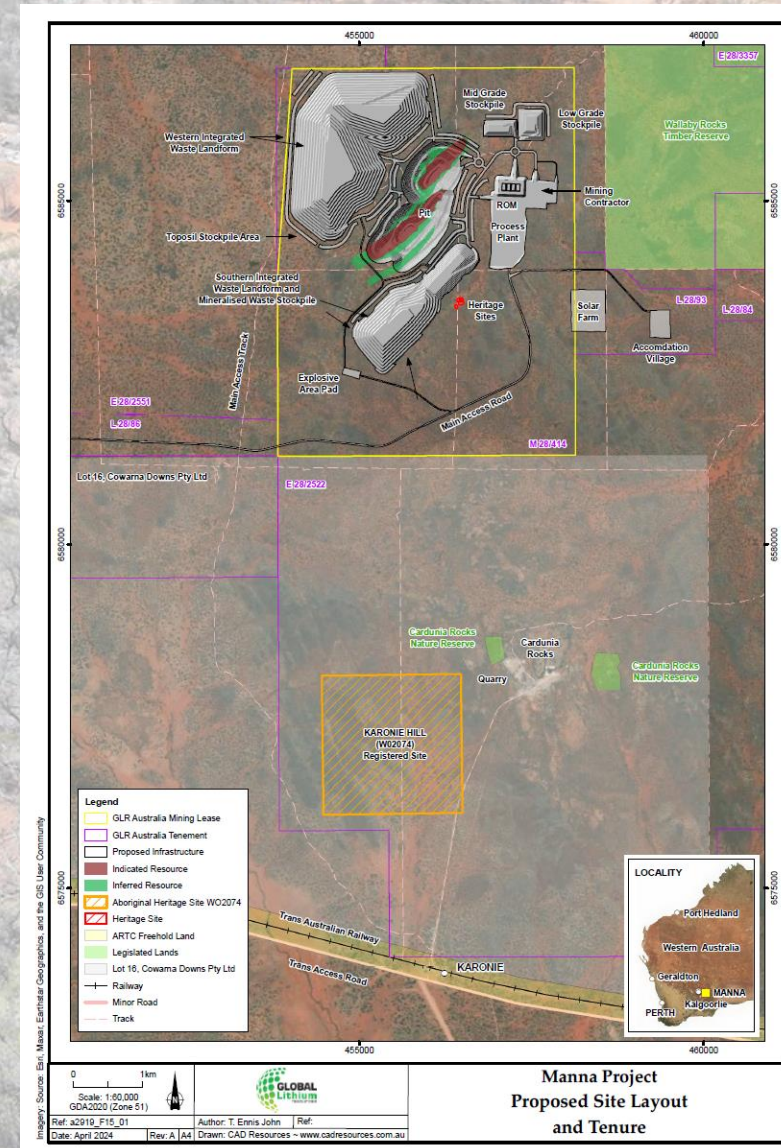 455000
460000
E 28/3357
Mid Grade
Stockpile
Low Grade
Stockpile
Wallaby Rocks
Timber Reserve
Western Integrated
Waste Landform
6585000
6585000
Mining
Contractor
ROM
Pit
Process
Plant
Toposil Stockpile Area
Southern Integrated
Waste Landform and
Mineralised Waste Stockpile
Heritage
Sites
Solar
Farm
L 28/93
L 28/84
Accomdation
Village
Main Access Track
Explosive
Area Pad
E 28/2551
L 28/86
Main Access Road
M 28/414
Lot 16, Cowarna Downs Pty Ltd
E 28/2522
6580000
6580000
Cardunia Rocks
Nature Reserve
Cardunia
Rocks
Cardunia Rocks
Nature Reserve
Quarry
KARONIE HILL
(W02074)
Registered Site
Legend
GLR Australia Mining Lease
GLR Australia Tenement
Proposed Infrastructure
Indicated Resource
Inferred Resource
Aboriginal Heritage Site WO2074
Heritage Site
ARTC Freehold Land
Legislated Lands
Lot 16, Cowarna Downs Pty Ltd
Railway
Minor Road
Track
6575000
6575000
Trans Australian Railway
Trans Access Road
KARONIE
LOCALITY
Port Hedland
Western Australia
Geraldton
MANNA
Kalgoorlie
PERTH
455000
460000
Imagery: Source: Esri, Maxar, Earthstar Geographics, and the GIS User Community
0 1km
Scale: 1:60,000
GDA2020 (Zone 51)
N
Ref: a2919_F15_01
Date: April 2024
Rev: A
A4
GLOBAL
Lithium
Author: T. Ennis John
Ref:
Drawn: CAD Resources ~ www.cadresources.com.au
Manna Project
Proposed Site Layout
and Tenure